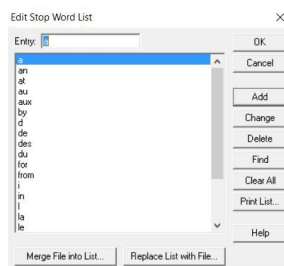 Edit Stop Word List
Entry: a
a
an
at
au
aux
by
d
de
des
du
for
from
i
in
l
la
le
OK
Cancel
Add
Change
Delete
Find
Clear All
Print List...
Help
Merge File into List...
Replace List with File...